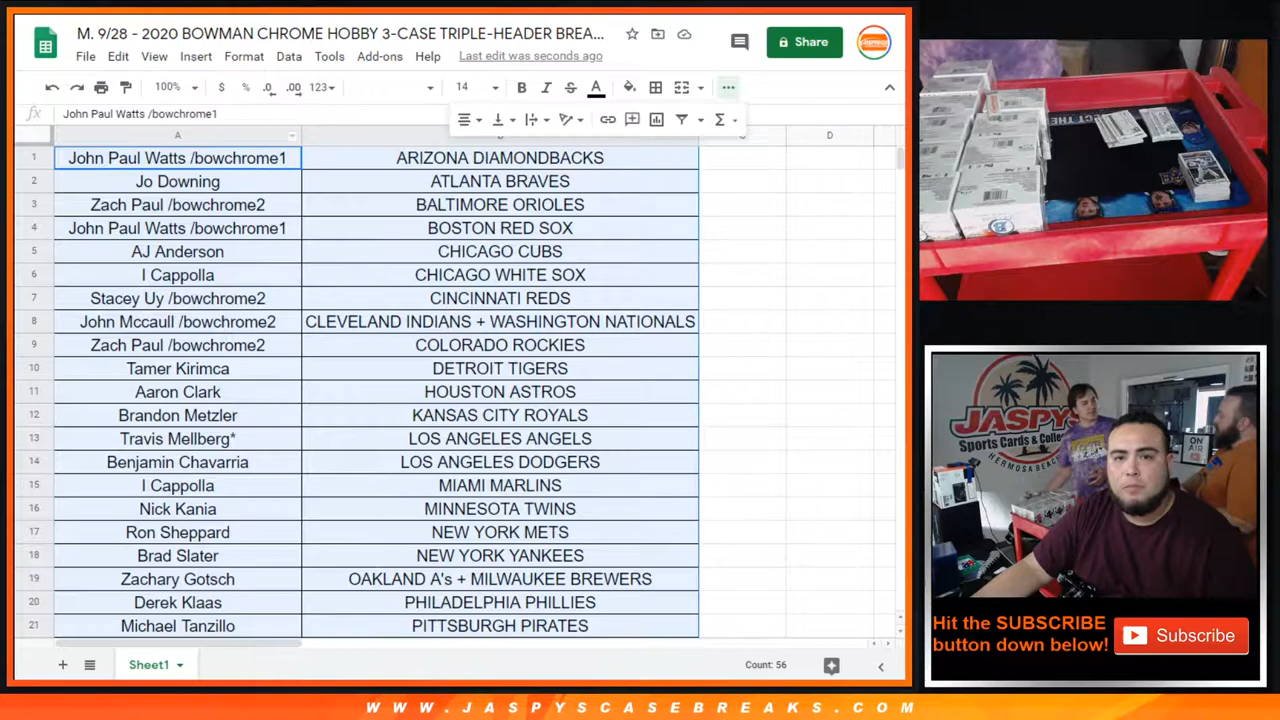 M. 9/28 - 2020 BOWMAN CHROME HOBBY 3-CASE TRIPLE-HEADER BREA...
Share
File Edit View Insert Format Data Tools Add-ons Help Last edit was seconds ago
100% $ % .0 .00 123 14 B I S A
fx John Paul Watts /bowchrome1
A D
1 John Paul Watts /bowchrome1 ARIZONA DIAMONDBACKS
2 Jo Downing ATLANTA BRAVES
3 Zach Paul /bowchrome2 BALTIMORE ORIOLES
4 John Paul Watts /bowchrome1 BOSTON RED SOX
5 AJ Anderson CHICAGO CUBS
6 I Cappolla CHICAGO WHITE SOX
7 Stacey Uy /bowchrome2 CINCINNATI REDS
8 John Mccaull /bowchrome2 CLEVELAND INDIANS + WASHINGTON NATIONALS
9 Zach Paul /bowchrome2 COLORADO ROCKIES
10 Tamer Kirimca DETROIT TIGERS
11 Aaron Clark HOUSTON ASTROS
12 Brandon Metzler KANSAS CITY ROYALS
13 Travis Mellberg* LOS ANGELES ANGELS
14 Benjamin Chavarria LOS ANGELES DODGERS
15 I Cappolla MIAMI MARLINS
16 Nick Kania MINNESOTA TWINS
17 Ron Sheppard NEW YORK METS
18 Brad Slater NEW YORK YANKEES
19 Zachary Gotsch OAKLAND A's + MILWAUKEE BREWERS
20 Derek Klaas PHILADELPHIA PHILLIES
21 Michael Tanzillo PITTSBURGH PIRATES
Sheet1 Count: 56
JASPY'S
Sports Cards & Colle
HERMOSA BEACH
ON
AIR
Hit the SUBSCRIBE
button down below!
Subscribe
WWW.JASPYSCASEBREAKS.COM